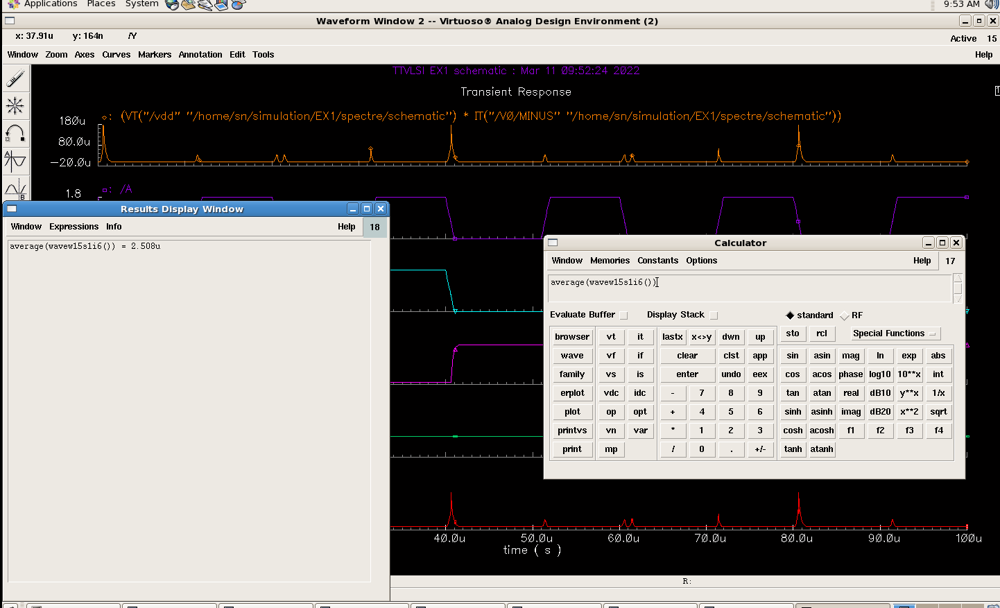 Applications Places System 9:53 AM
Waveform Window 2 -- Virtuoso® Analog Design Environment (2)
x: 37.91u y: 164n /Y
Active 15
Window Zoom Axes Curves Markers Annotation Edit Tools Help
TTVLSI EX1 schematic : Mar 11 09:52:24 2022
Transient Response
: (VT("/vdd" "/home/sn/simulation/EX1/spectre/schematic") * IT("/V0/MINUS" "/home/sn/simulation/EX1/spectre/schematic"))
180u
80.0u
-20.0u
: /A
1.8
A
B
Results Display Window
Window Expressions Info Help 18
average(wavew15s1i6()) = 2.508u
Calculator
Window Memories Constants Options Help 17
average(wavew15s1i6())
Evaluate Buffer Display Stack standard RF
browser vt it lastx x<>y dwn up sto rcl Special Functions
wave vf if clear clst app sin asin mag ln exp abs
family vs is enter undo eex cos acos phase log10 10**x int
erplot vdc idc - 7 8 9 tan atan real dB10 y**x 1/x
plot op opt + 4 5 6 sinh asinh imag dB20 x**2 sqrt
printvs vn var * 1 2 3 cosh acosh f1 f2 f3 f4
print mp / 0 . +/- tanh atanh
40.0u 50.0u 60.0u 70.0u 80.0u 90.0u 100u
time ( s )
R: